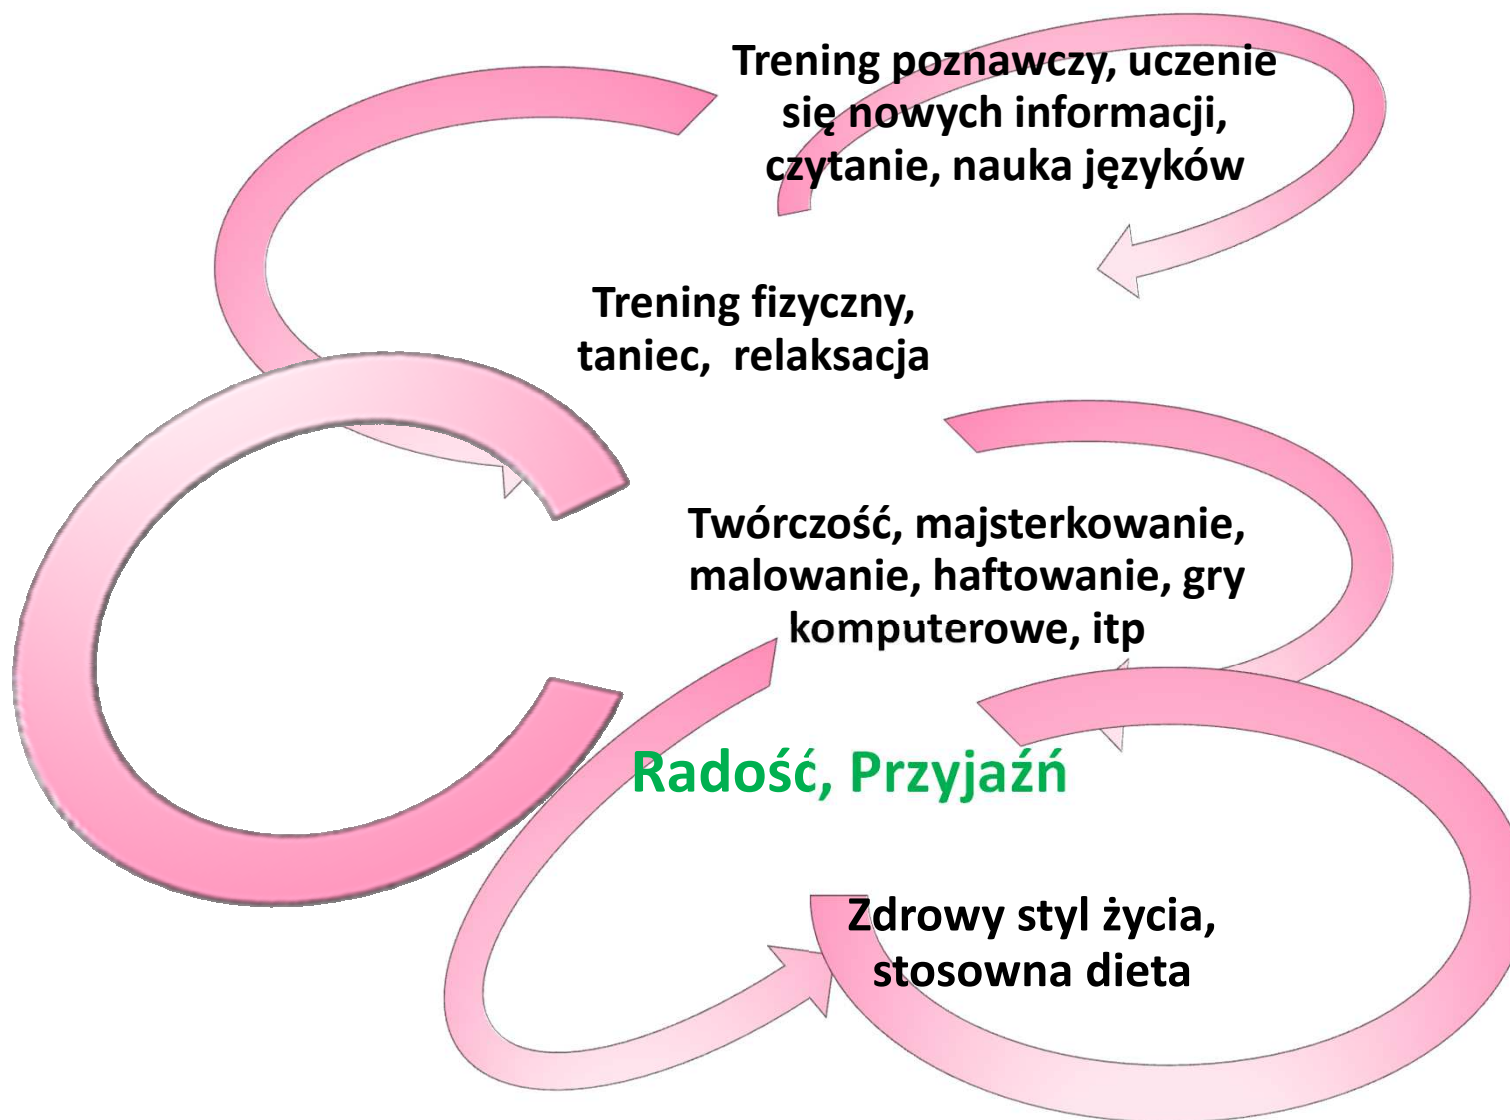 Trening poznawczy, uczenie
się nowych informacji,
czytanie, nauka języków
Trening fizyczny,
taniec,  relaksacja
Twórczość, majsterkowanie,
malowanie, haftowanie, gry
komputerowe, itp
Radość, Przyjaźń
Zdrowy styl życia,
stosowna dieta